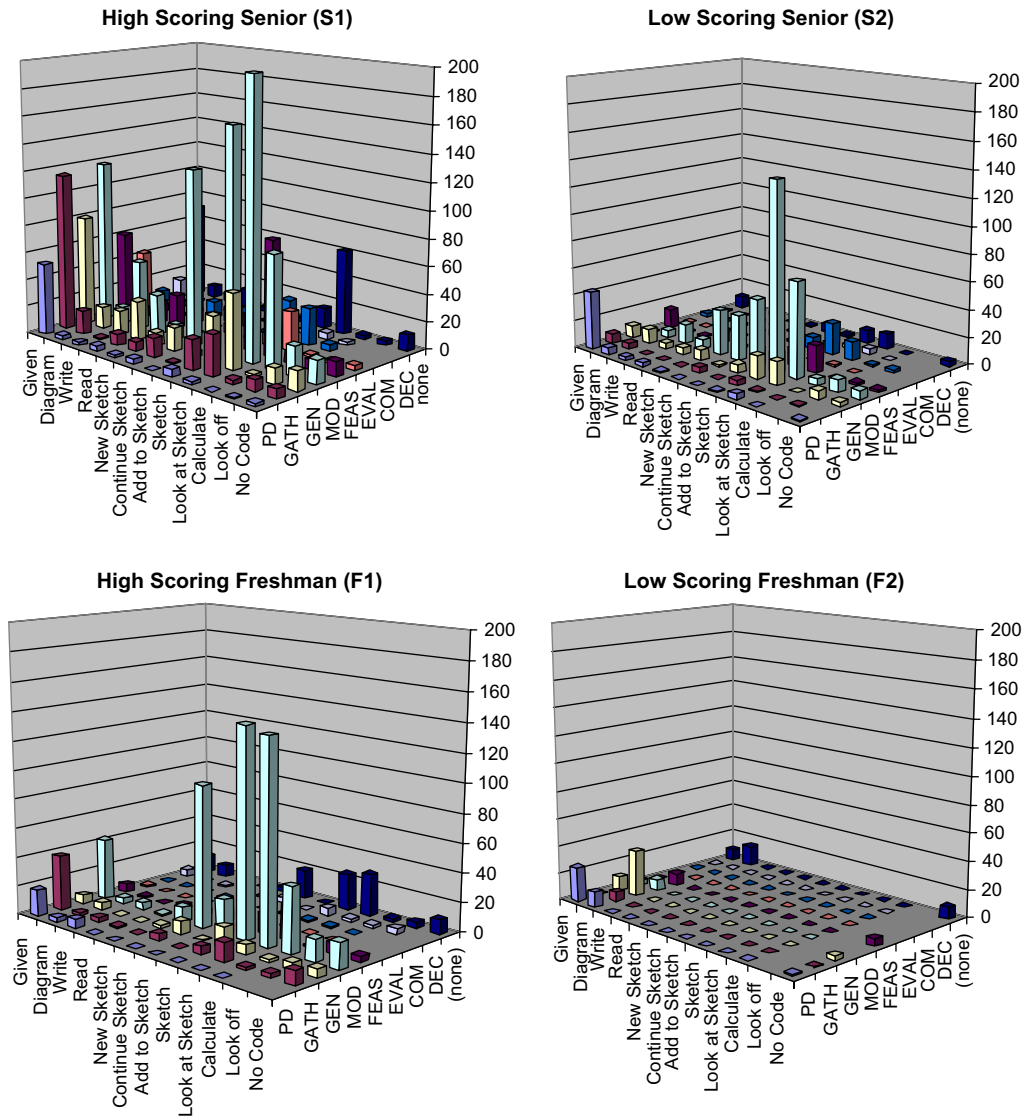 High Scoring Senior (S1)
200
180
160
140
120
100
80
60
40
20
0
Given
Diagram
Write
Read
New Sketch
Continue Sketch
Add to Sketch
Sketch
Look at Sketch
Calculate
Look off
No Code
PD
GATH
GEN
MOD
FEAS
EVAL
COM
DEC
none
Low Scoring Senior (S2)
200
180
160
140
120
100
80
60
40
20
0
Given
Diagram
Write
Read
New Sketch
Continue Sketch
Add to Sketch
Sketch
Look at Sketch
Calculate
Look off
No Code
PD
GATH
GEN
MOD
FEAS
EVAL
COM
DEC
(none)
High Scoring Freshman (F1)
200
180
160
140
120
100
80
60
40
20
0
Given
Diagram
Write
Read
New Sketch
Continue Sketch
Add to Sketch
Sketch
Look at Sketch
Calculate
Look off
No Code
PD
GATH
GEN
MOD
FEAS
EVAL
COM
DEC
(none)
Low Scoring Freshman (F2)
200
180
160
140
120
100
80
60
40
20
0
Given
Diagram
Write
Read
New Sketch
Continue Sketch
Add to Sketch
Sketch
Look at Sketch
Calculate
Look off
No Code
PD
GATH
GEN
MOD
FEAS
EVAL
COM
DEC
(none)